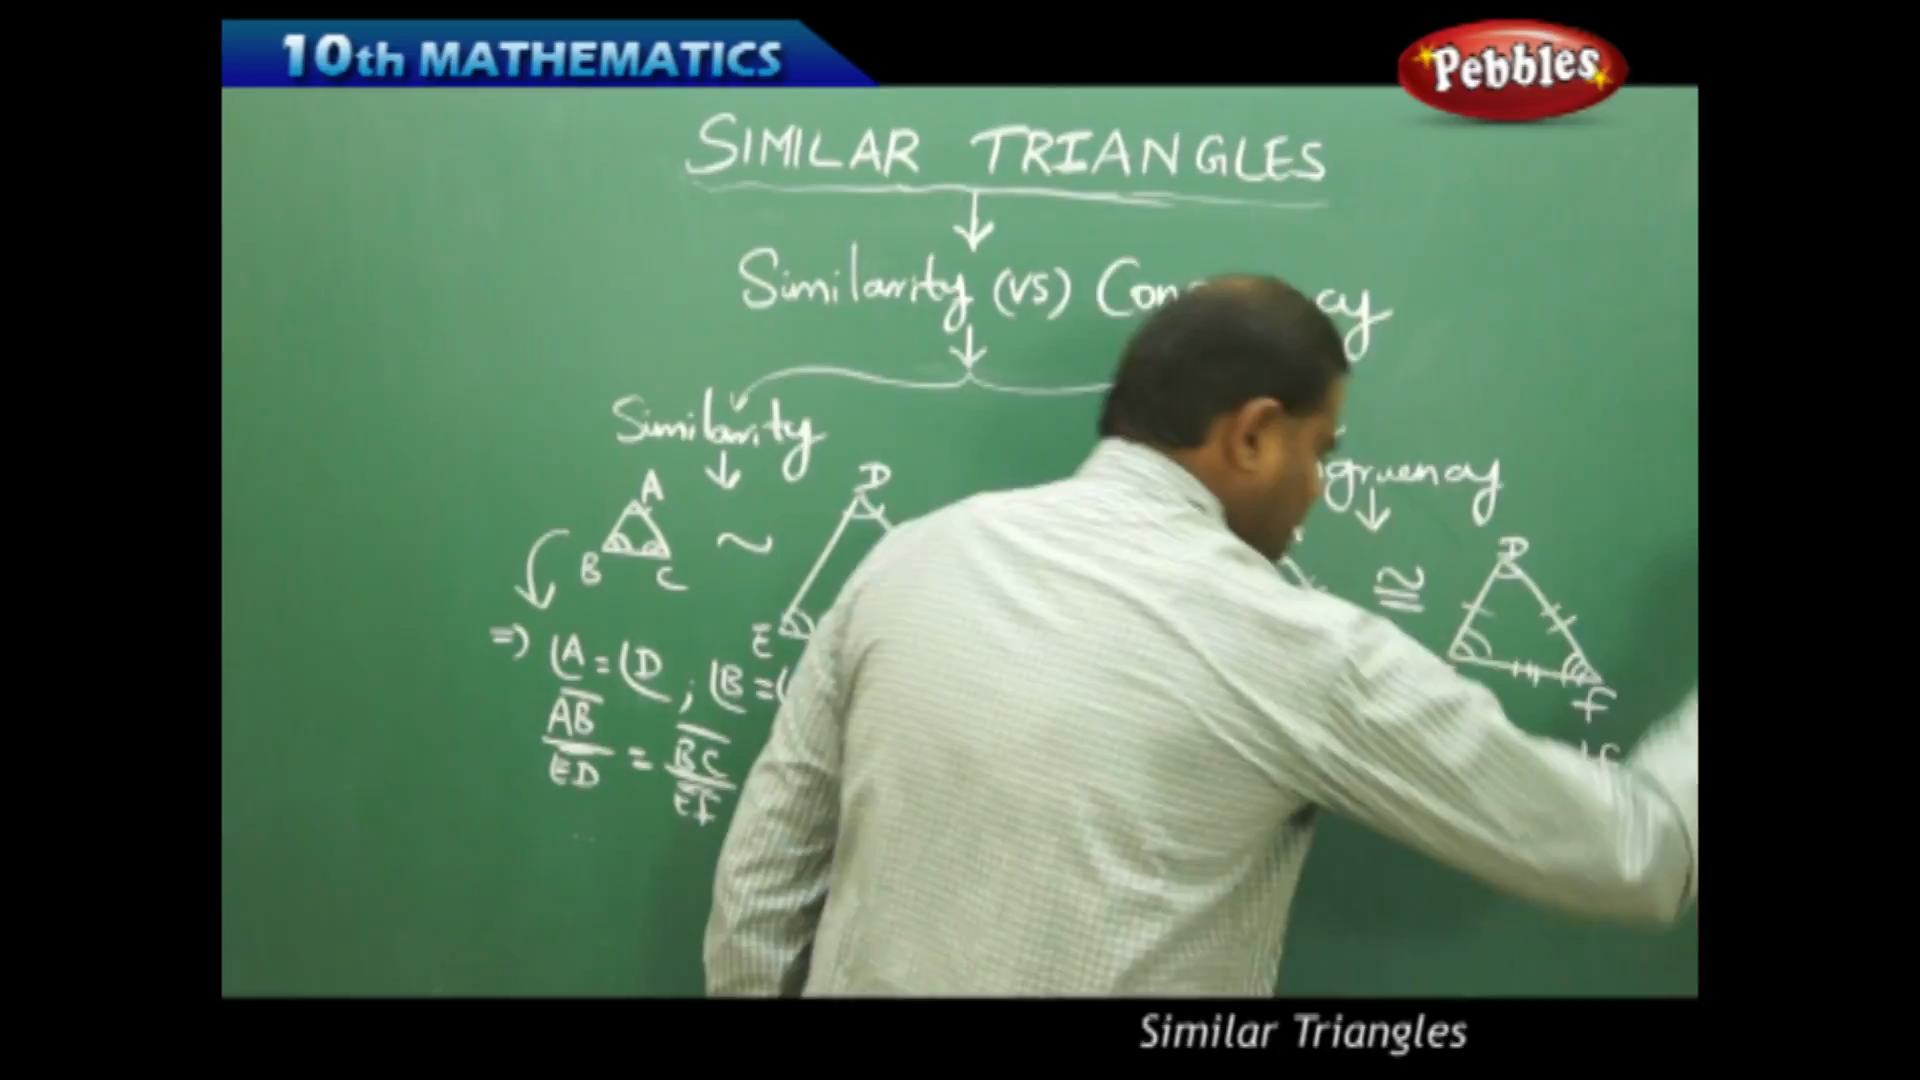 10th MATHEMATICS
Pebbles
SIMILAR TRIANGLES
Similarity (VS)
Similarity
A
D
~
B
C
E
≅
D
F
=> ∠A = ∠D ; ∠B =
AB/ED = BC/EF
Similar Triangles